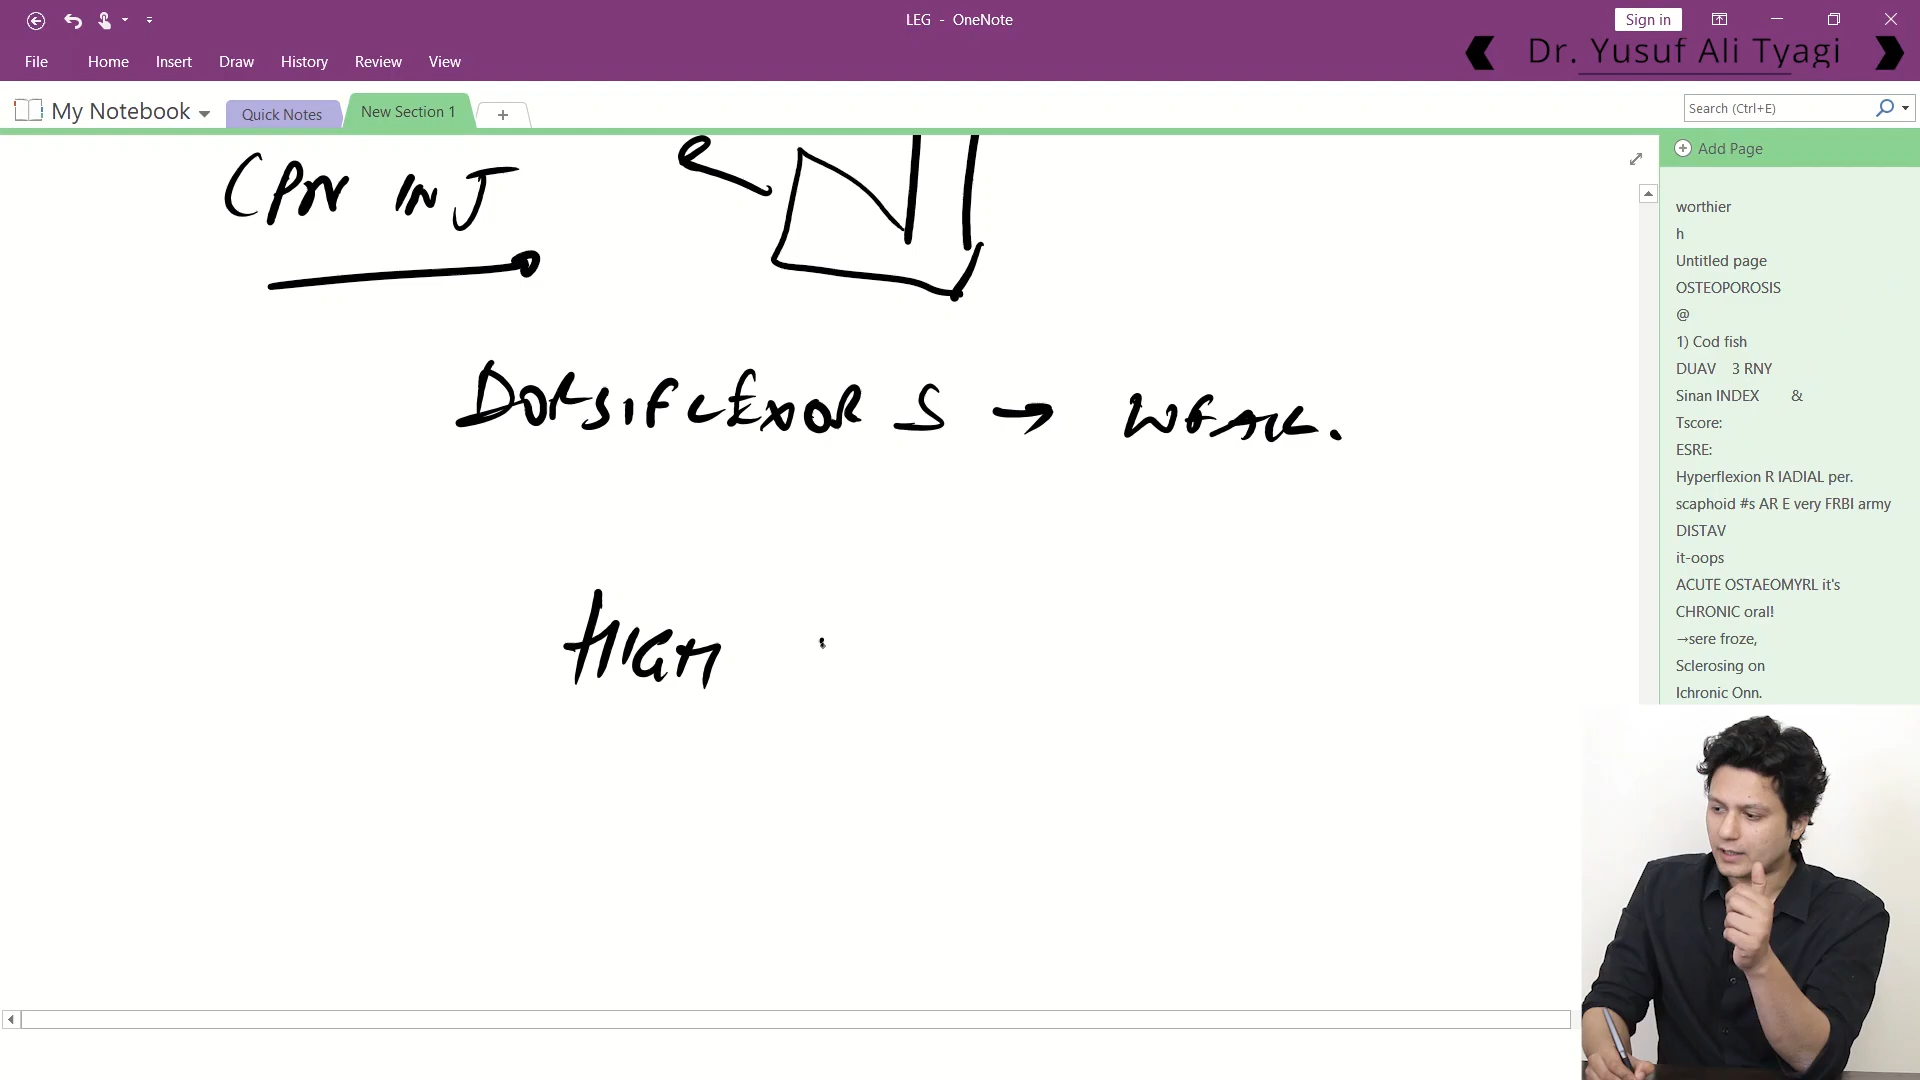 LEG - OneNote
Sign in
Dr. Yusuf Ali Tyagi
File Home Insert Draw History Review View
My Notebook Quick Notes New Section 1 +
Search (Ctrl+E)
Add Page
CPN INJ
DORSIFLEXORS → WEAK.
HIGH
worthier
h
Untitled page
OSTEOPOROSIS
@
1) Cod fish
DUAV 3 RNY
Sinan INDEX &
Tscore:
ESRE:
Hyperflexion R IADIAL per.
scaphoid #s AR E very FRBI army
DISTAV
it-oops
ACUTE OSTAEOMYRL it's
CHRONIC oral!
→sere froze,
Sclerosing on
Ichronic Onn.